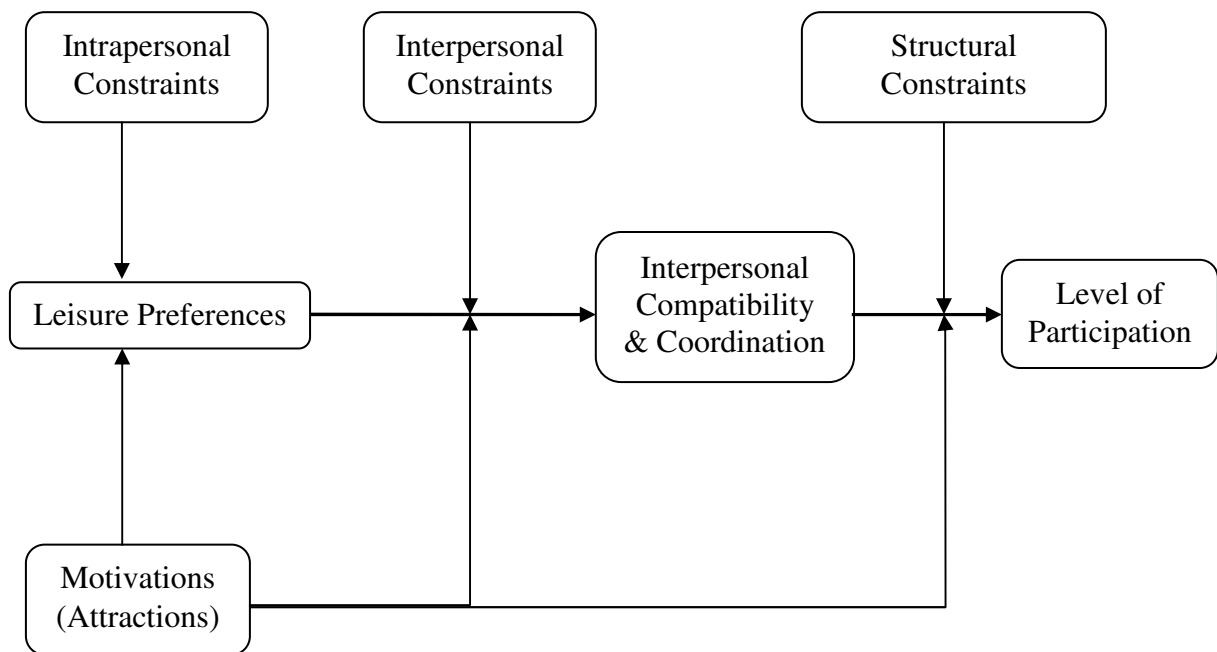 Intrapersonal
Constraints
Interpersonal
Constraints
Structural
Constraints
Leisure Preferences
Interpersonal
Compatibility
& Coordination
Level of
Participation
Motivations
(Attractions)